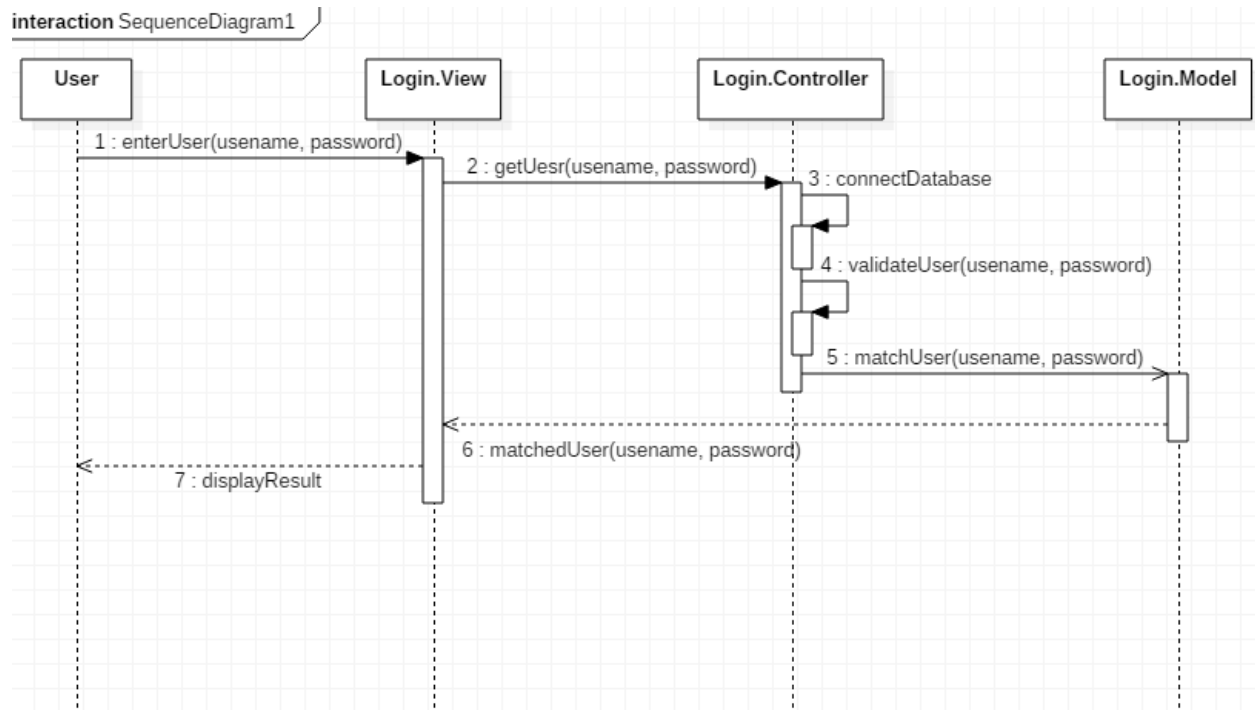 interaction SequenceDiagram1
User
Login.View
Login.Controller
Login.Model
1 : enterUser(usename, password)
2 : getUesr(usename, password)
3 : connectDatabase
4 : validateUser(usename, password)
5 : matchUser(usename, password)
6 : matchedUser(usename, password)
7 : displayResult